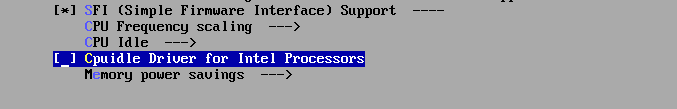 [*] SFI (Simple Firmware Interface) Support  ----
CPU Frequency scaling  --->
CPU Idle  --->
[ ] Cpuidle Driver for Intel Processors
Memory power savings  --->